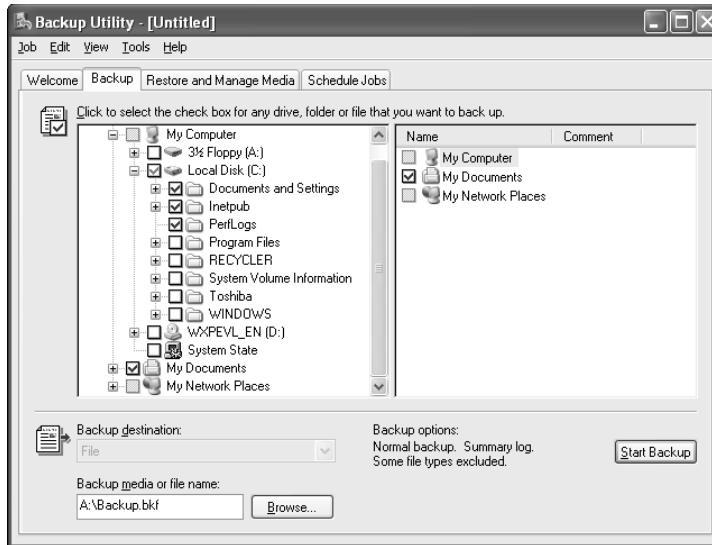 Backup Utility - [Untitled]
Job Edit View Tools Help
Welcome Backup Restore and Manage Media Schedule Jobs
Click to select the check box for any drive, folder or file that you want to back up.
My Computer
3½ Floppy (A:)
Local Disk (C:)
Documents and Settings
Inetpub
PerfLogs
Program Files
RECYCLER
System Volume Information
Toshiba
WINDOWS
WXPEVL_EN (D:)
System State
My Documents
My Network Places
Name Comment
My Computer
My Documents
My Network Places
Backup destination:
File
Backup media or file name:
A:\Backup.bkf
Browse...
Backup options:
Normal backup. Summary log.
Some file types excluded.
Start Backup